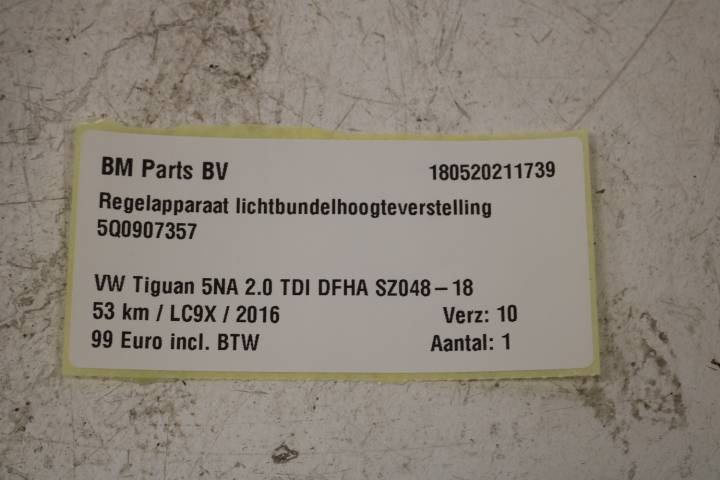 BM Parts BV 180520211739
Regelapparaat lichtbundelhoogteverstelling
5Q0907357
VW Tiguan 5NA 2.0 TDI DFHA SZ048-18
53 km / LC9X / 2016 Verz: 10
99 Euro incl. BTW Aantal: 1